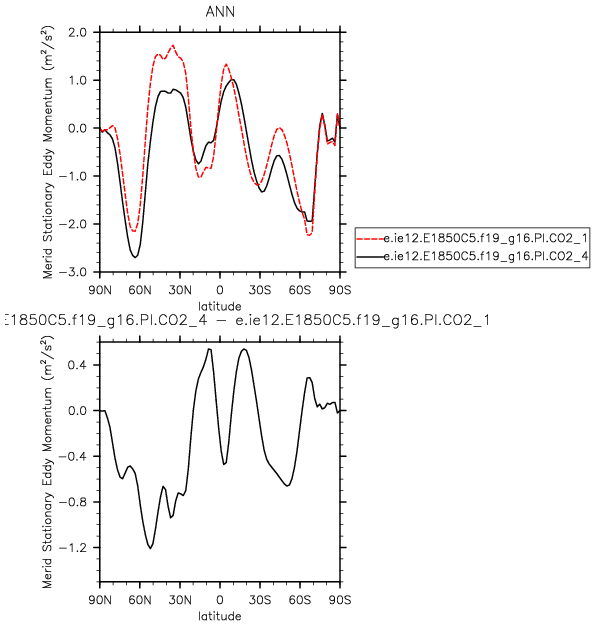 ANN
Merid Stationary Eddy Momentum (m²/s²)
2.0
1.0
0.0
−1.0
−2.0
−3.0
90N 60N 30N 0 30S 60S 90S
latitude
e.ie12.E1850C5.f19_g16.PI.CO2_1
e.ie12.E1850C5.f19_g16.PI.CO2_4
1850C5.f19_g16.PI.CO2_4 − e.ie12.E1850C5.f19_g16.PI.CO2_1
Merid Stationary Eddy Momentum (m²/s²)
0.4
0.0
−0.4
−0.8
−1.2
90N 60N 30N 0 30S 60S 90S
latitude